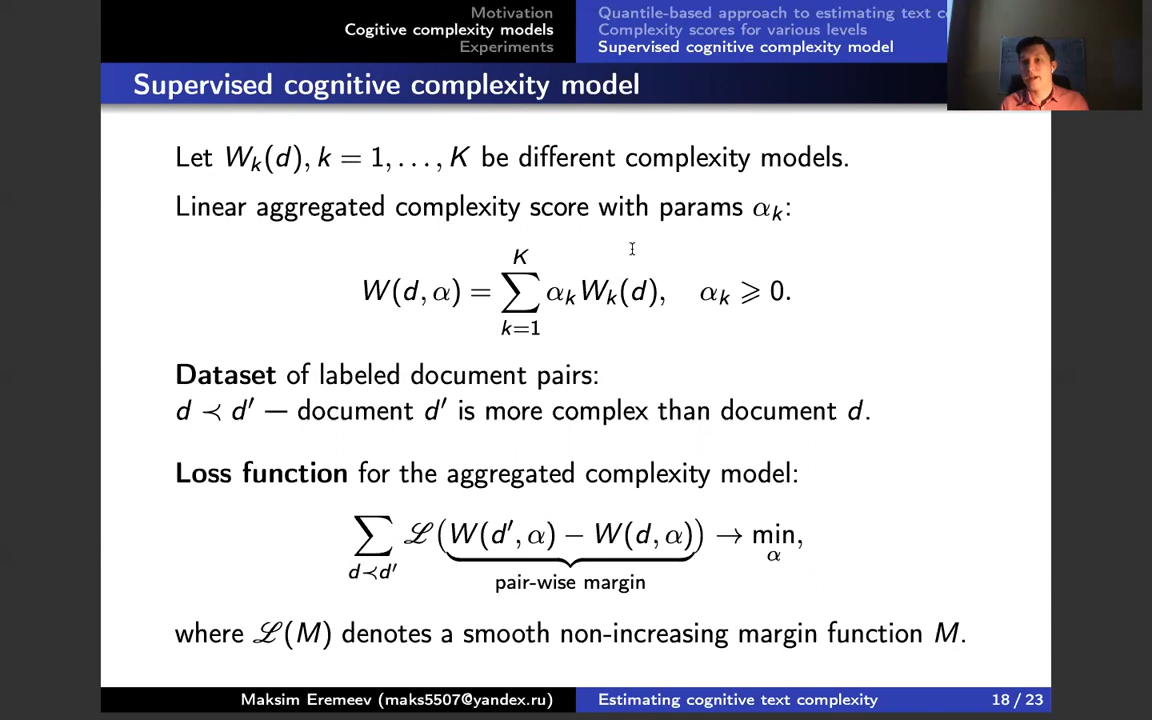 Motivation
Cogitive complexity models
Experiments
Quantile-based approach to estimating text
Complexity scores for various levels
Supervised cognitive complexity model
Supervised cognitive complexity model
Let W_k(d), k = 1, . . . , K be different complexity models.
Linear aggregated complexity score with params α_k:
W(d, α) = ∑_{k=1}^{K} α_k W_k(d), α_k ⩾ 0.
Dataset of labeled document pairs:
d ≺ d′ — document d′ is more complex than document d.
Loss function for the aggregated complexity model:
∑_{d≺d′} ℒ(W(d′, α) − W(d, α)) → min_α,
pair-wise margin
where ℒ(M) denotes a smooth non-increasing margin function M.
Maksim Eremeev (maks5507@yandex.ru)
Estimating cognitive text complexity
18 / 23